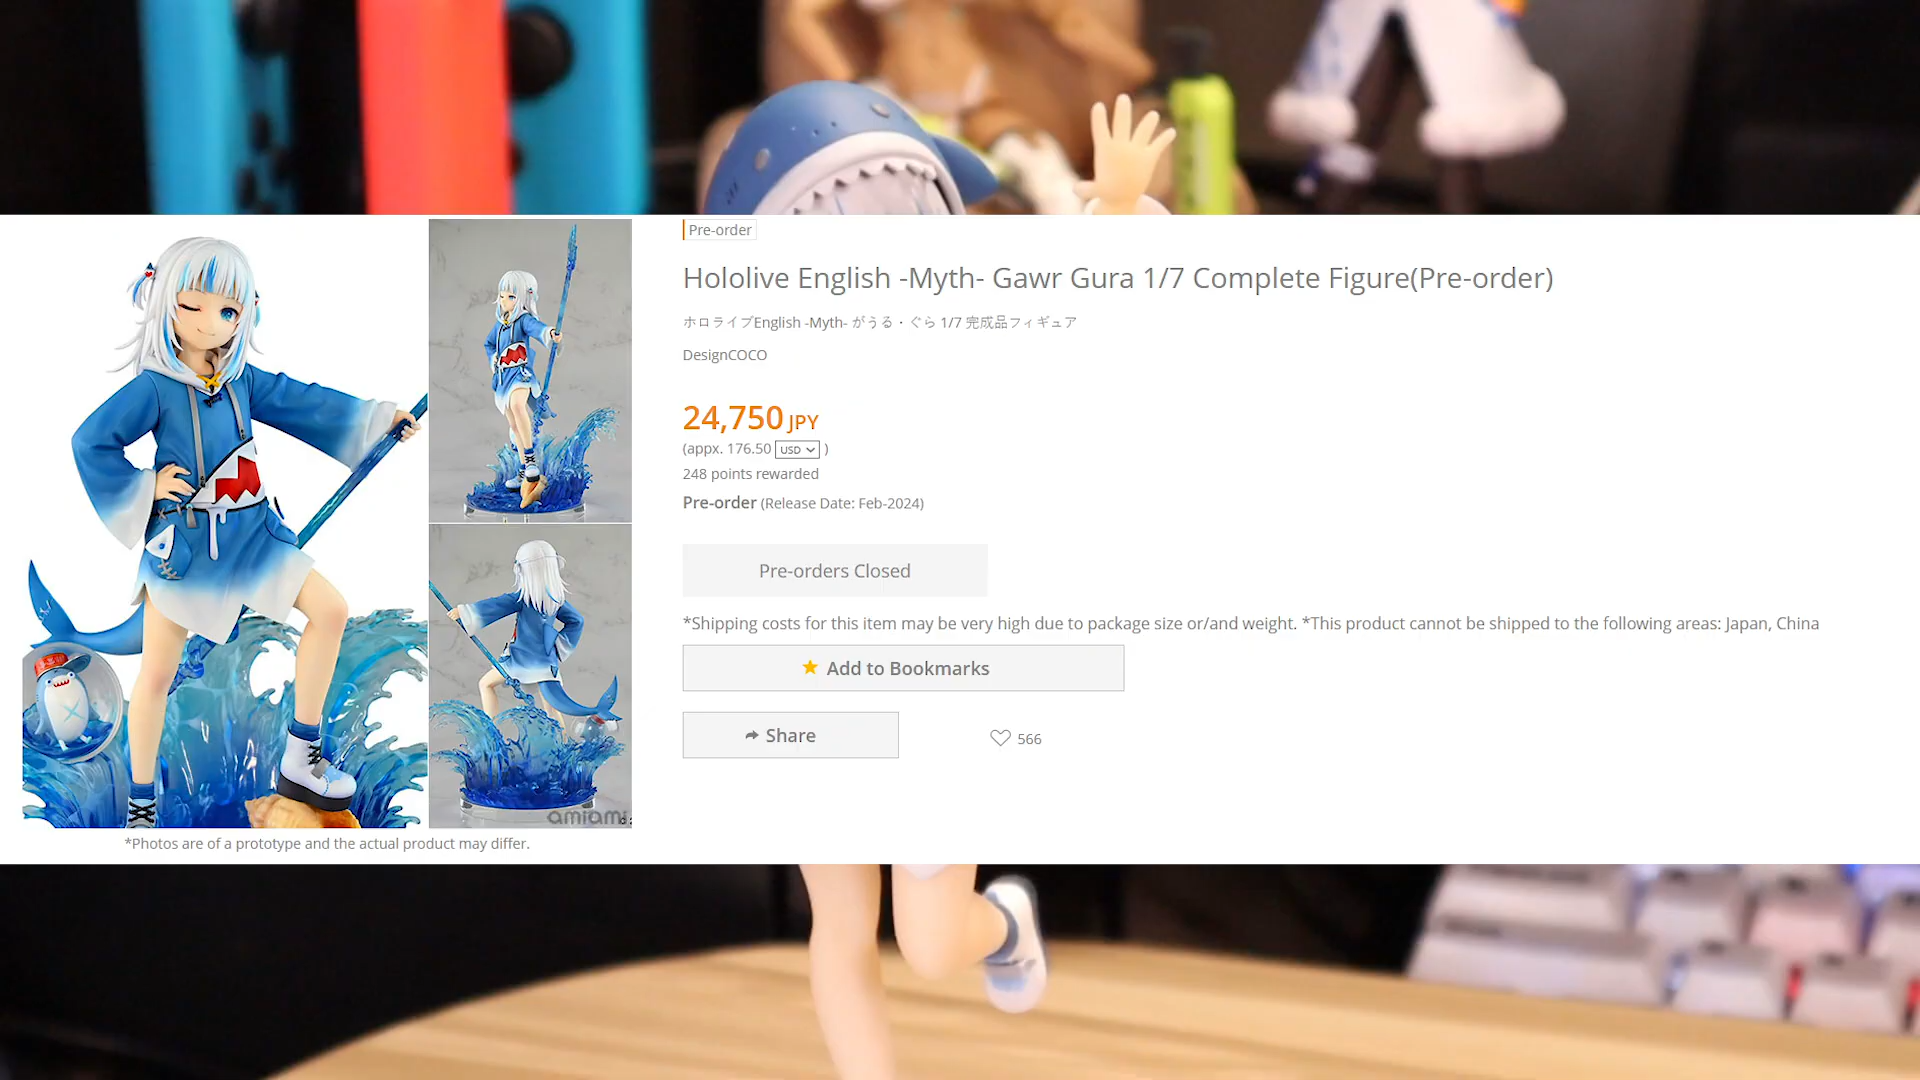 Pre-order
Hololive English -Myth- Gawr Gura 1/7 Complete Figure(Pre-order)
ホロライブEnglish -Myth- がうる・ぐら 1/7 完成品フィギュア
DesignCOCO
24,750 JPY
(appx. 176.50 USD )
248 points rewarded
Pre-order (Release Date: Feb-2024)
Pre-orders Closed
*Shipping costs for this item may be very high due to package size or/and weight. *This product cannot be shipped to the following areas: Japan, China
Add to Bookmarks
Share
566
amiami
*Photos are of a prototype and the actual product may differ.